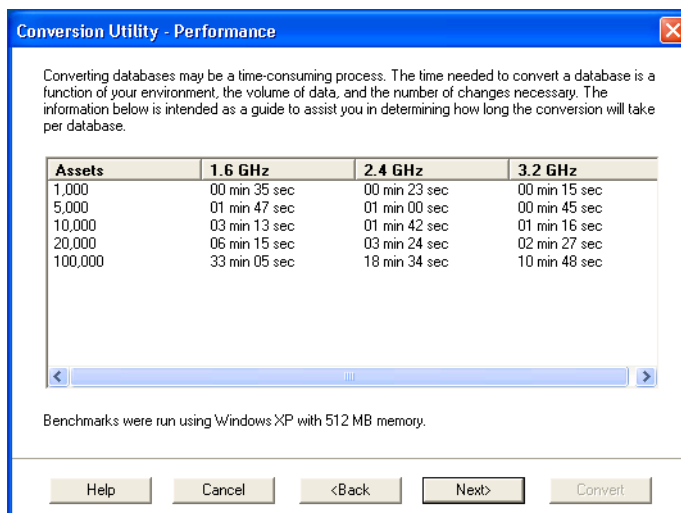 Conversion Utility - Performance
Converting databases may be a time-consuming process. The time needed to convert a database is a
function of your environment, the volume of data, and the number of changes necessary. The
information below is intended as a guide to assist you in determining how long the conversion will take
per database.
Assets 1.6 GHz 2.4 GHz 3.2 GHz
1,000 00 min 35 sec 00 min 23 sec 00 min 15 sec
5,000 01 min 47 sec 01 min 00 sec 00 min 45 sec
10,000 03 min 13 sec 01 min 42 sec 01 min 16 sec
20,000 06 min 15 sec 03 min 24 sec 02 min 27 sec
100,000 33 min 05 sec 18 min 34 sec 10 min 48 sec
Benchmarks were run using Windows XP with 512 MB memory.
Help Cancel <Back Next> Convert